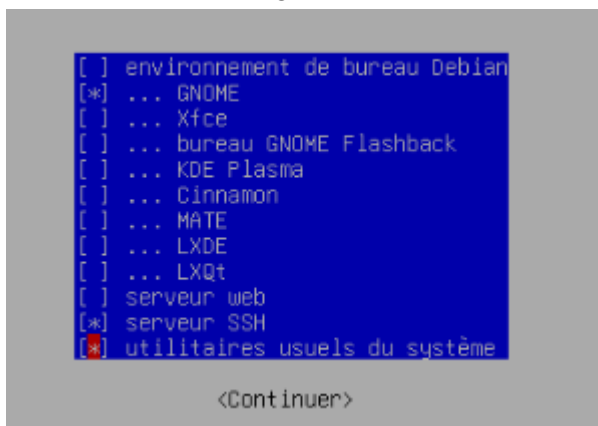 [ ] environnement de bureau Debian
[*] ... GNOME
[ ] ... Xfce
[ ] ... bureau GNOME Flashback
[ ] ... KDE Plasma
[ ] ... Cinnamon
[ ] ... MATE
[ ] ... LXDE
[ ] ... LXQt
[ ] serveur web
[*] serveur SSH
[*] utilitaires usuels du système
<Continuer>